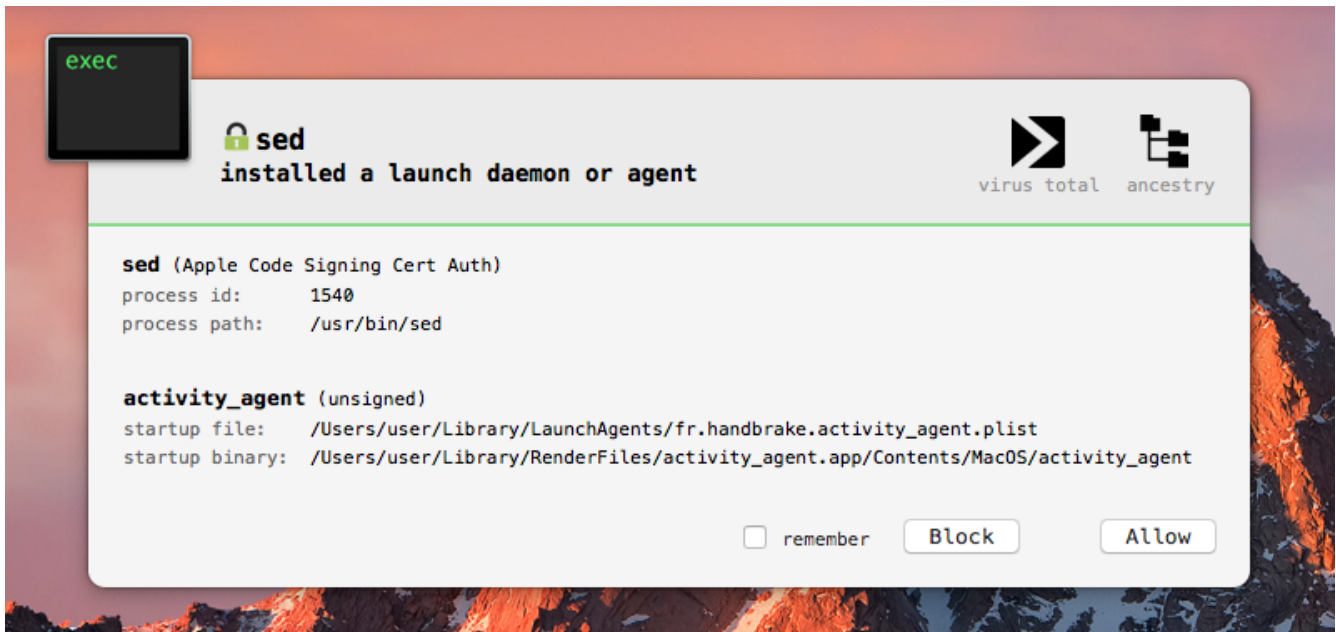 exec
sed
installed a launch daemon or agent
virus total
ancestry
sed (Apple Code Signing Cert Auth)
process id: 1540
process path: /usr/bin/sed
activity_agent (unsigned)
startup file: /Users/user/Library/LaunchAgents/fr.handbrake.activity_agent.plist
startup binary: /Users/user/Library/RenderFiles/activity_agent.app/Contents/MacOS/activity_agent
remember
Block
Allow